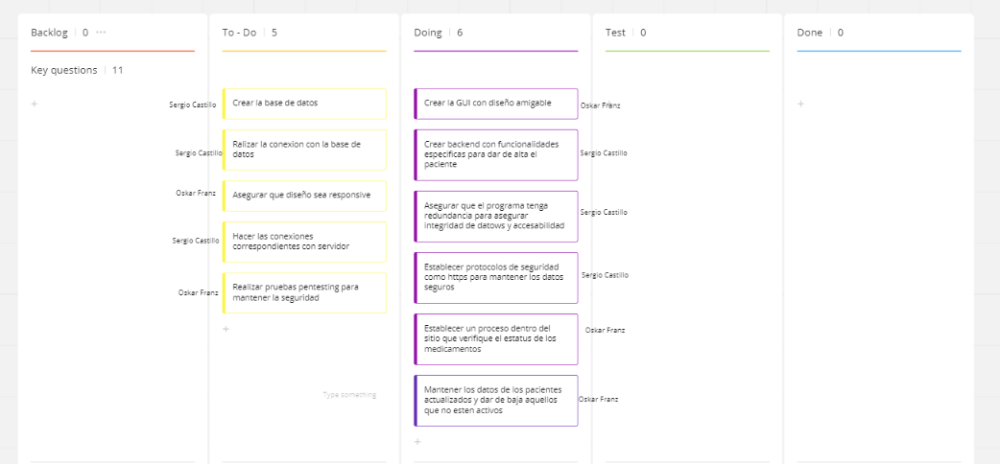 Backlog 0 ...
To - Do 5
Doing 6
Test 0
Done 0
Key questions 11
+
Sergio Castillo
Crear la base de datos
Sergio Castillo
Ralizar la conexion con la base de
datos
Oskar Franz
Asegurar que diseño sea responsive
Sergio Castillo
Hacer las conexiones
correspondientes con servidor
Oskar Franz
Realizar pruebas pentesting para
mantener la seguridad
+
Type something
Crear la GUI con diseño amigable
Oskar Franz
Crear backend con funcionalidades
especificas para dar de alta el
paciente
Sergio Castillo
Asegurar que el programa tenga
redundancia para asegurar
integridad de datows y accesabilidad
Sergio Castillo
Establecer protocolos de seguridad
como https para mantener los datos
seguros
Sergio Castillo
Establecer un proceso dentro del
sitio que verifique el estatus de los
medicamentos
Oskar Franz
Mantener los datos de los pacientes
actualizados y dar de baja aquellos
que no esten activos
Oskar Franz
+
+